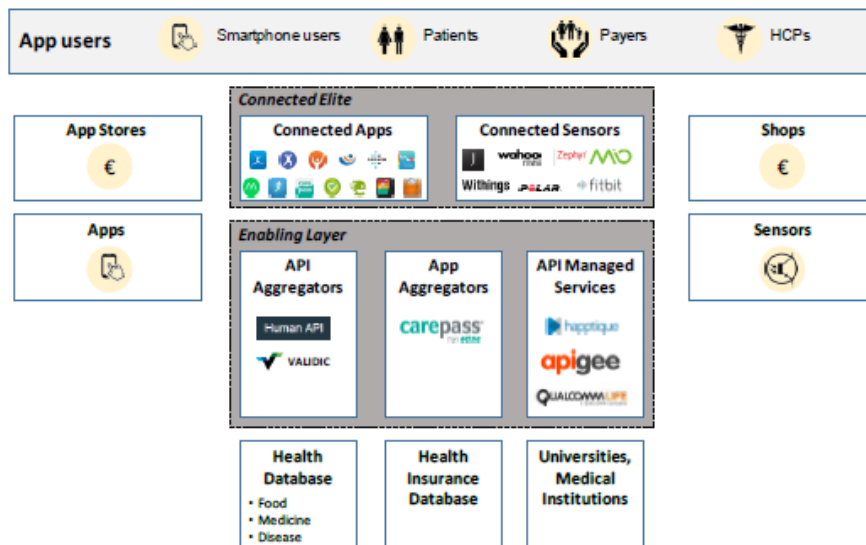 App users
Smartphone users
Patients
Payers
HCPs
App Stores
€
Apps
Connected Elite
Connected Apps
Connected Sensors
J
wahoo
Zephyr
MIO
Withings
POLAR
fitbit
Shops
€
Sensors
Enabling Layer
API
Aggregators
Human API
VALIDIC
App
Aggregators
carepass
API Managed
Services
happtique
apigee
QUALCOMM LIFE
Health
Database
• Food
• Medicine
• Disease
Health
Insurance
Database
Universities,
Medical
Institutions